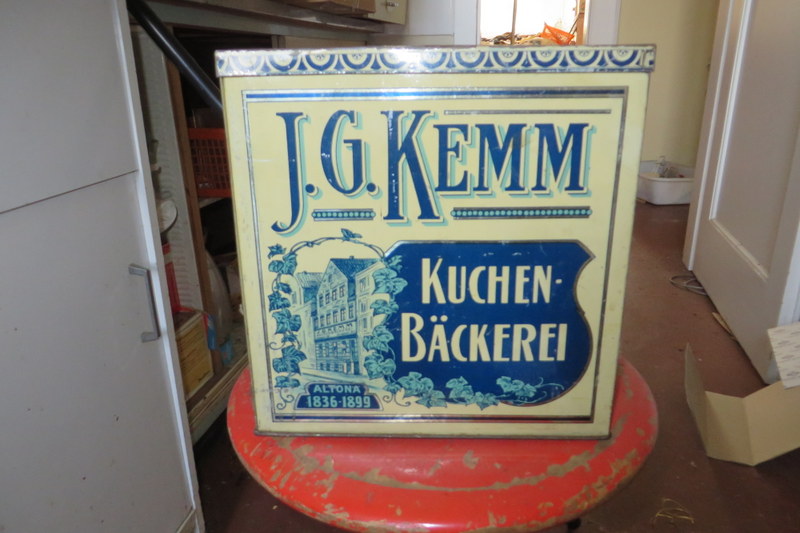 J.G. KEMM
KUCHEN-
BÄCKEREI
ALTONA
1836-1899